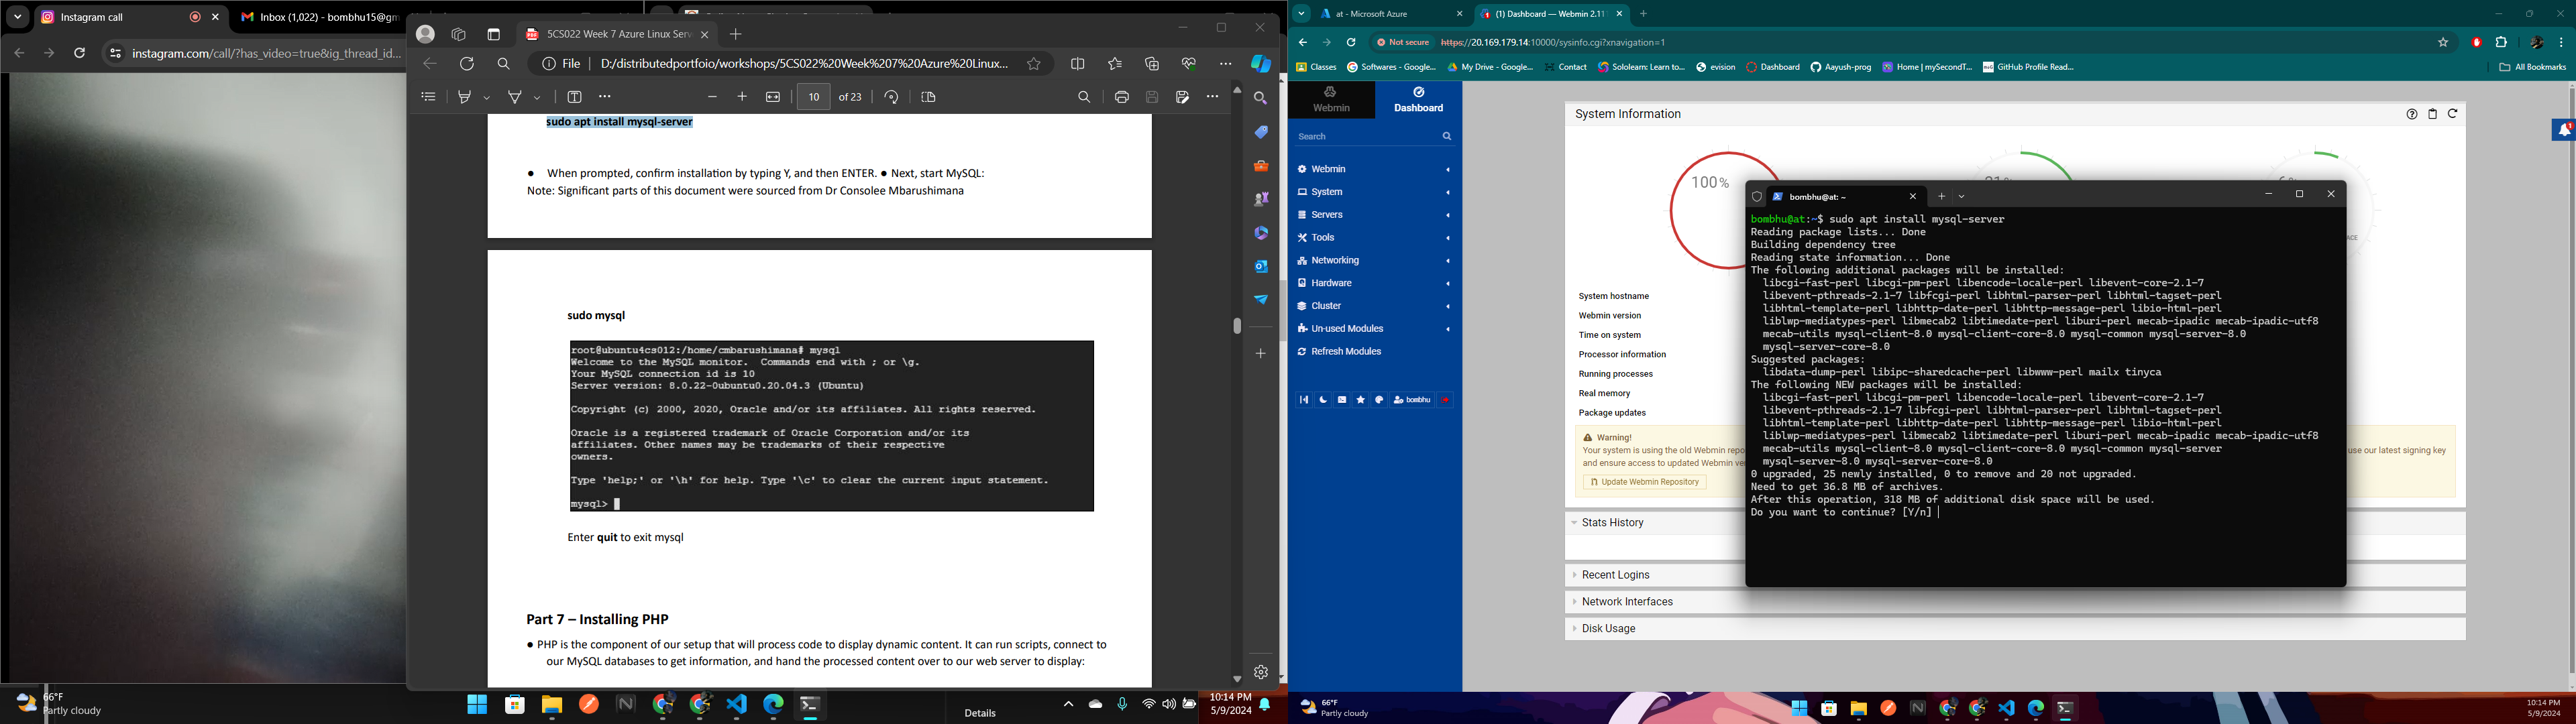 Instagram call
Inbox (1,022) - bombhu15@gm
instagram.com/call/?has_video=true&ig_thread_id...
5CS022 Week 7 Azure Linux Serv
File
D:/distributedportfoio/workshops/5CS022%20Week%207%20Azure%20Linux...
10 of 23
sudo apt install mysql-server
● When prompted, confirm installation by typing Y, and then ENTER. ● Next, start MySQL:
Note: Significant parts of this document were sourced from Dr Consolee Mbarushimana
sudo mysql
root@ubuntu4cs012:/home/cmbarushimana# mysql
Welcome to the MySQL monitor.  Commands end with ; or \g.
Your MySQL connection id is 10
Server version: 8.0.22-0ubuntu0.20.04.3 (Ubuntu)
Copyright (c) 2000, 2020, Oracle and/or its affiliates. All rights reserved.
Oracle is a registered trademark of Oracle Corporation and/or its
affiliates. Other names may be trademarks of their respective
owners.
Type 'help;' or '\h' for help. Type '\c' to clear the current input statement.
mysql>
Enter quit to exit mysql
Part 7 – Installing PHP
● PHP is the component of our setup that will process code to display dynamic content. It can run scripts, connect to
our MySQL databases to get information, and hand the processed content over to our web server to display:
66°F
Partly cloudy
Details
10:14 PM
5/9/2024
at - Microsoft Azure
(1) Dashboard — Webmin 2.11
Not secure
https://20.169.179.14:10000/sysinfo.cgi?xnavigation=1
Classes
Softwares - Google...
My Drive - Google...
Contact
Sololearn: Learn to...
evision
Dashboard
Aayush-prog
Home | mySecondT...
GitHub Profile Read...
All Bookmarks
Webmin
Dashboard
Search
Webmin
System
Servers
Tools
Networking
Hardware
Cluster
Un-used Modules
Refresh Modules
bombhu
System Information
100%
System hostname
Webmin version
Time on system
Processor information
Running processes
Real memory
Package updates
Warning!
Your system is using the old Webmin repo
use our latest signing key
and ensure access to updated Webmin ve
Update Webmin Repository
Stats History
Recent Logins
Network Interfaces
Disk Usage
bombhu@at: ~
bombhu@at:~$ sudo apt install mysql-server
Reading package lists... Done
Building dependency tree
Reading state information... Done
The following additional packages will be installed:
libcgi-fast-perl libcgi-pm-perl libencode-locale-perl libevent-core-2.1-7
libevent-pthreads-2.1-7 libfcgi-perl libhtml-parser-perl libhtml-tagset-perl
libhtml-template-perl libhttp-date-perl libhttp-message-perl libio-html-perl
liblwp-mediatypes-perl libmecab2 libtimedate-perl liburi-perl mecab-ipadic mecab-ipadic-utf8
mecab-utils mysql-client-8.0 mysql-client-core-8.0 mysql-common mysql-server-8.0
mysql-server-core-8.0
Suggested packages:
libdata-dump-perl libipc-sharedcache-perl libwww-perl mailx tinyca
The following NEW packages will be installed:
libcgi-fast-perl libcgi-pm-perl libencode-locale-perl libevent-core-2.1-7
libevent-pthreads-2.1-7 libfcgi-perl libhtml-parser-perl libhtml-tagset-perl
libhtml-template-perl libhttp-date-perl libhttp-message-perl libio-html-perl
liblwp-mediatypes-perl libmecab2 libtimedate-perl liburi-perl mecab-ipadic mecab-ipadic-utf8
mecab-utils mysql-client-8.0 mysql-client-core-8.0 mysql-common mysql-server
mysql-server-8.0 mysql-server-core-8.0
0 upgraded, 25 newly installed, 0 to remove and 20 not upgraded.
Need to get 36.8 MB of archives.
After this operation, 318 MB of additional disk space will be used.
Do you want to continue? [Y/n]
66°F
Partly cloudy
10:14 PM
5/9/2024